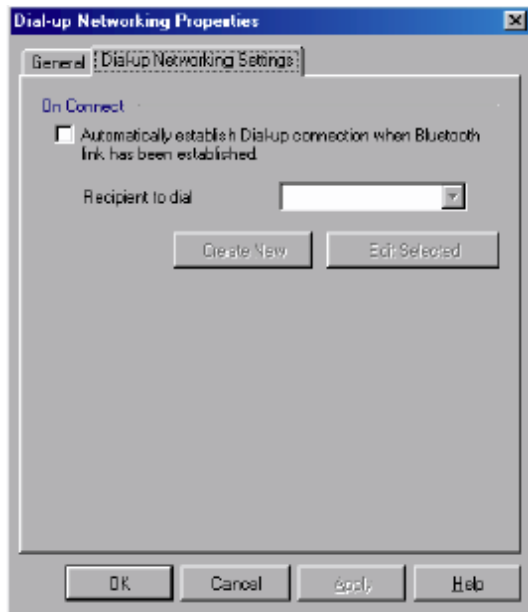 Dial-up Networking Properties
General Dial-up Networking Settings
On Connect
Automatically establish Dial-up connection when Bluetooth
link has been established.
Recipient to dial
Create New Edit Selected
OK Cancel Apply Help